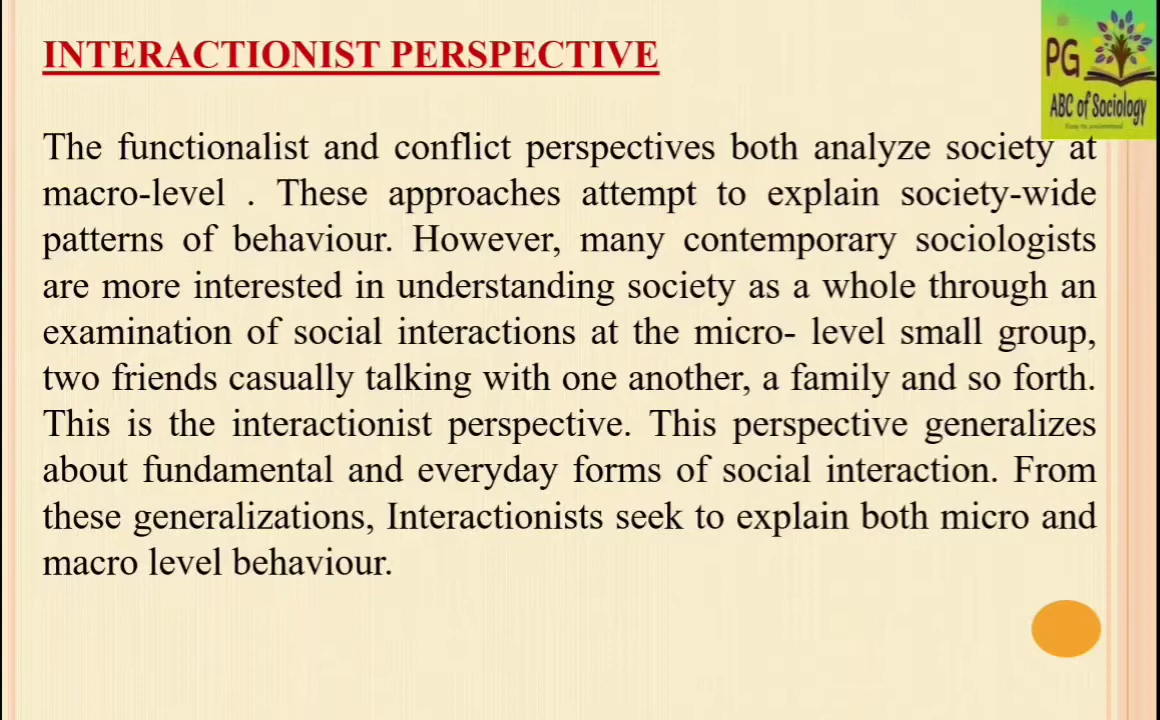 INTERACTIONIST PERSPECTIVE
PG
ABC of Sociology
The functionalist and conflict perspectives both analyze society at
macro-level . These approaches attempt to explain society-wide
patterns of behaviour. However, many contemporary sociologists
are more interested in understanding society as a whole through an
examination of social interactions at the micro- level small group,
two friends casually talking with one another, a family and so forth.
This is the interactionist perspective. This perspective generalizes
about fundamental and everyday forms of social interaction. From
these generalizations, Interactionists seek to explain both micro and
macro level behaviour.